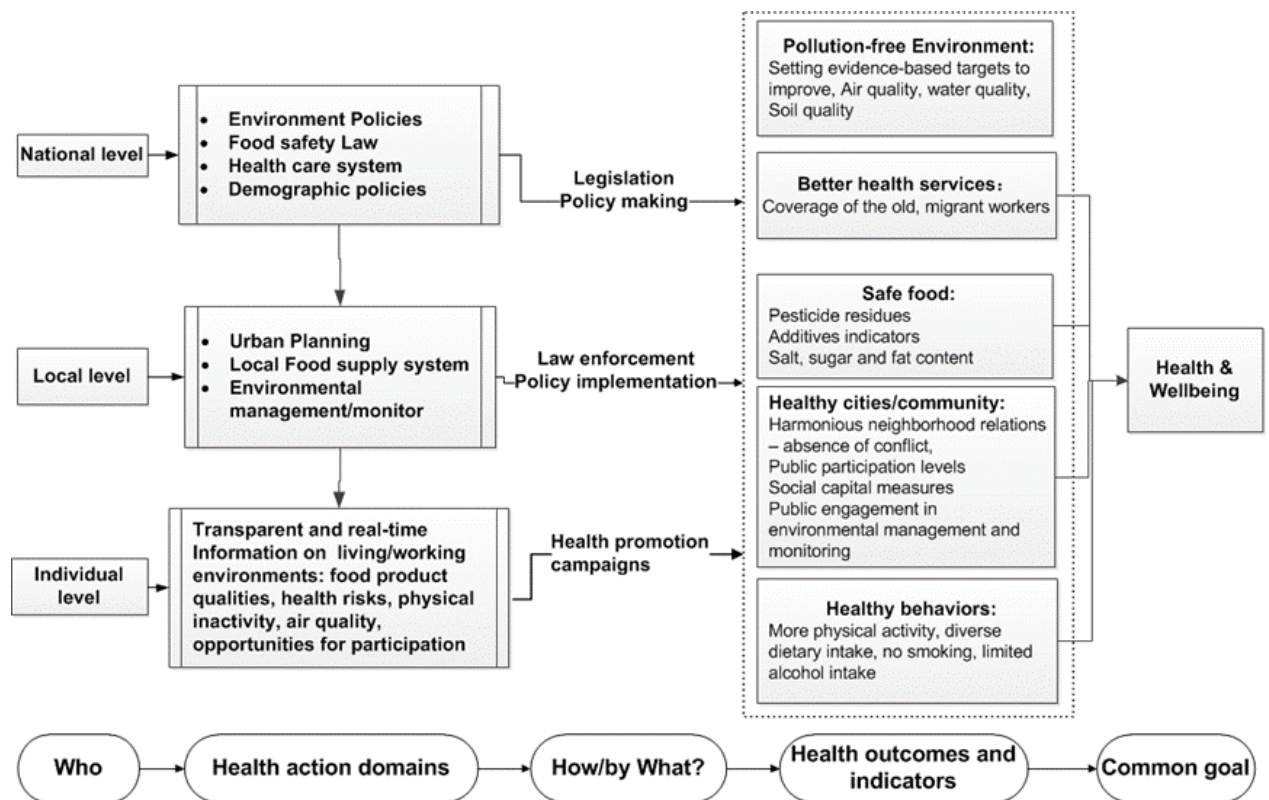 National level
• Environment Policies
• Food safety Law
• Health care system
• Demographic policies
Legislation
Policy making
Local level
• Urban Planning
• Local Food supply system
• Environmental
management/monitor
Law enforcement
Policy implementation
Individual
level
Transparent and real-time
Information on living/working
environments: food product
qualities, health risks, physical
inactivity, air quality,
opportunities for participation
Health promotion
campaigns
Pollution-free Environment:
Setting evidence-based targets to
improve, Air quality, water quality,
Soil quality
Better health services：
Coverage of the old, migrant workers
Safe food:
Pesticide residues
Additives indicators
Salt, sugar and fat content
Healthy cities/community:
Harmonious neighborhood relations
– absence of conflict,
Public participation levels
Social capital measures
Public engagement in
environmental management and
monitoring
Healthy behaviors:
More physical activity, diverse
dietary intake, no smoking, limited
alcohol intake
Health &
Wellbeing
Who
Health action domains
How/by What?
Health outcomes and
indicators
Common goal